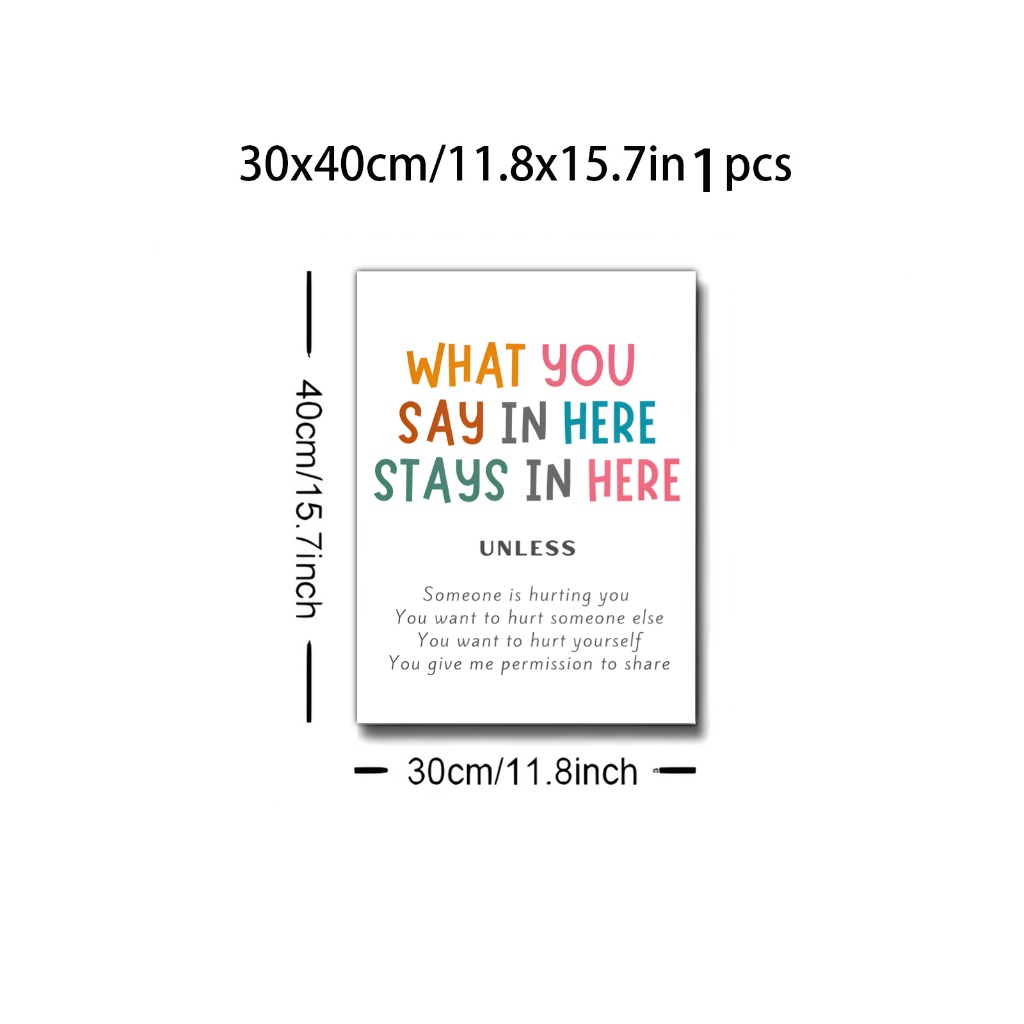 30x40cm/11.8x15.7in 1 pcs
WHAT YOU
SAY IN HERE
STAYS IN HERE
UNLESS
Someone is hurting you
You want to hurt someone else
You want to hurt yourself
You give me permission to share
40cm/15.7inch
30cm/11.8inch